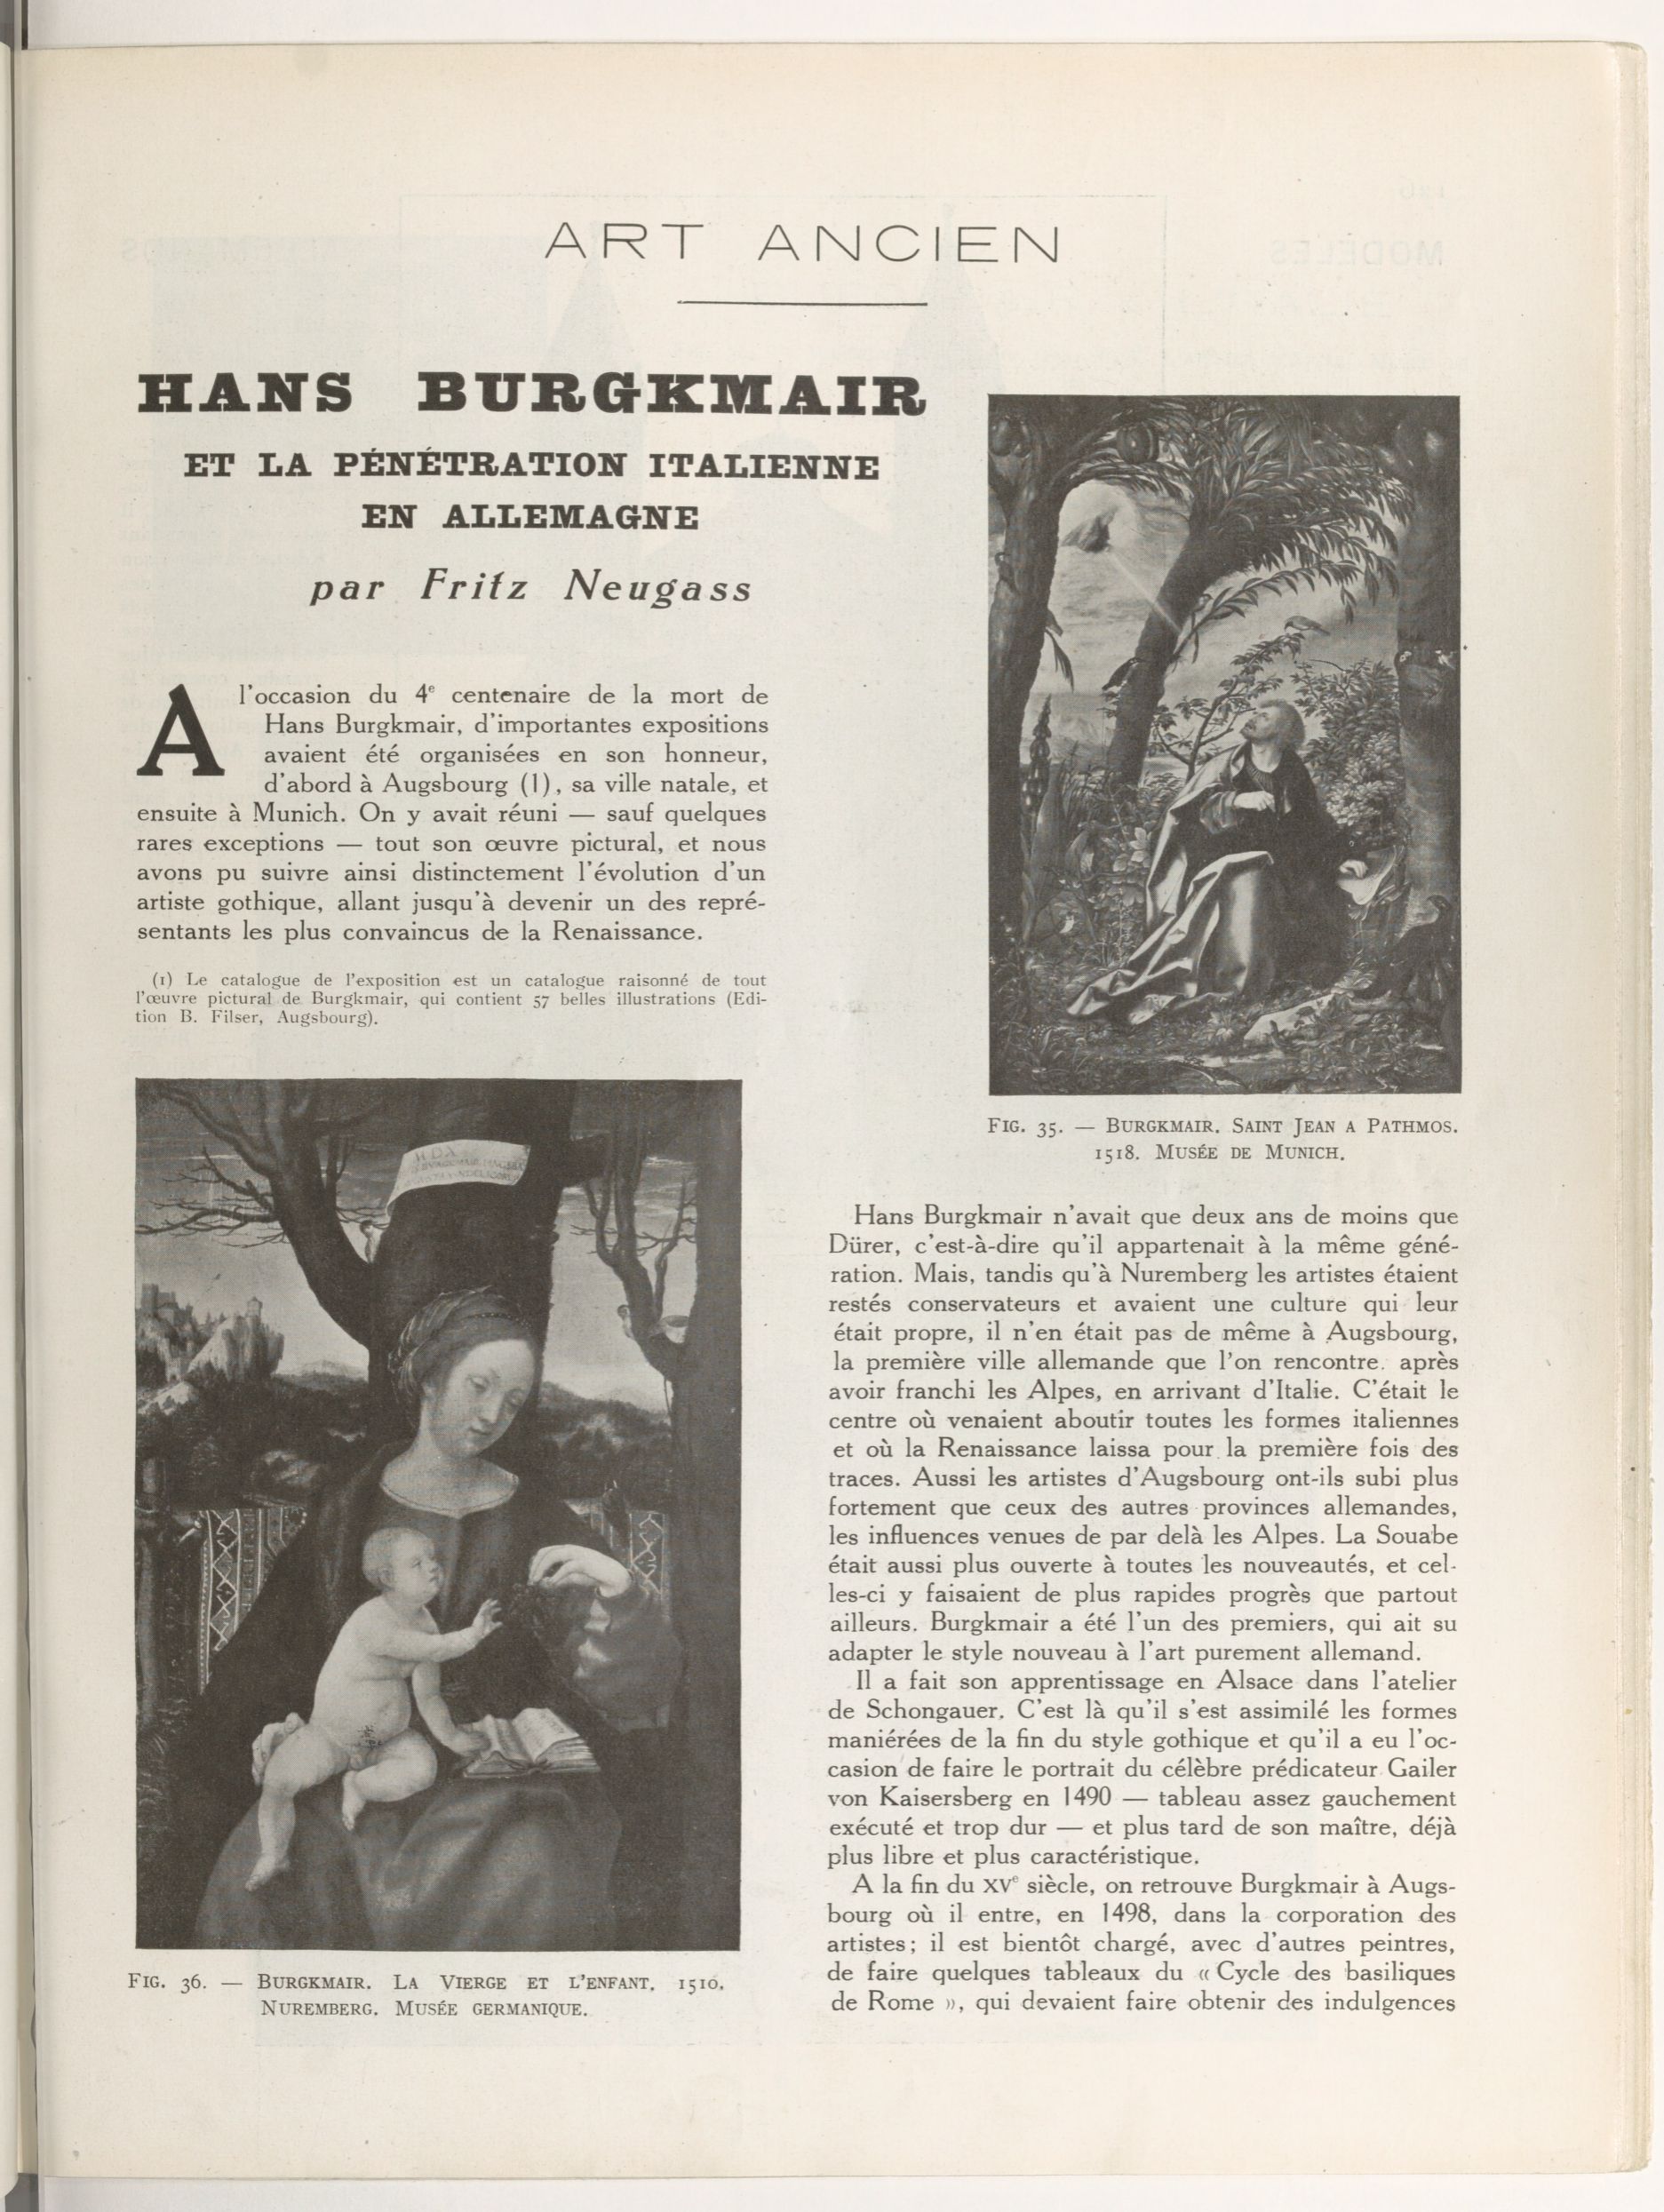 ART ANCIEN
HANS BURGKMAIR
ET LA PÉNÉTRATION ITALIENNE
EN ALLEMAGNE
par Fritz Neugass
A l'occasion du 4e centenaire de la mort de
Hans Burgkmair, d'importantes expositions
avaient été organisées en son honneur,
d'abord à Augsbourg (1), sa ville natale, et
ensuite à Munich. On y avait réuni — sauf quelques
rares exceptions — tout son œuvre pictural, et nous
avons pu suivre ainsi distinctement l'évolution d'un
artiste gothique, allant jusqu'à devenir un des repré-
sentants les plus convaincus de la Renaissance.
(1) Le catalogue de l'exposition est un catalogue raisonné de tout
l'œuvre pictural de Burgkmair, qui contient 57 belles illustrations (Edi-
tion B. Filser, Augsbourg).
FIG. 36. — BURGKMAIR. LA VIERGE ET L'ENFANT. 1510.
NUREMBERG. MUSÉE GERMANIQUE.
FIG. 35. — BURGKMAIR. SAINT JEAN A PATHMOS.
1518. MUSÉE DE MUNICH.
Hans Burgkmair n'avait que deux ans de moins que
Dürer, c'est-à-dire qu'il appartenait à la même géné-
ration. Mais, tandis qu'à Nuremberg les artistes étaient
restés conservateurs et avaient une culture qui leur
était propre, il n'en était pas de même à Augsbourg,
la première ville allemande que l'on rencontre. après
avoir franchi les Alpes, en arrivant d'Italie. C'était le
centre où venaient aboutir toutes les formes italiennes
et où la Renaissance laissa pour la première fois des
traces. Aussi les artistes d'Augsbourg ont-ils subi plus
fortement que ceux des autres provinces allemandes,
les influences venues de par delà les Alpes. La Souabe
était aussi plus ouverte à toutes les nouveautés, et cel-
les-ci y faisaient de plus rapides progrès que partout
ailleurs. Burgkmair a été l'un des premiers, qui ait su
adapter le style nouveau à l'art purement allemand.
Il a fait son apprentissage en Alsace dans l'atelier
de Schongauer. C'est là qu'il s'est assimilé les formes
maniérées de la fin du style gothique et qu'il a eu l'oc-
casion de faire le portrait du célèbre prédicateur Gailer
von Kaisersberg en 1490 — tableau assez gauchement
exécuté et trop dur — et plus tard de son maître, déjà
plus libre et plus caractéristique.
A la fin du XVe siècle, on retrouve Burgkmair à Augs-
bourg où il entre, en 1498, dans la corporation des
artistes; il est bientôt chargé, avec d'autres peintres,
de faire quelques tableaux du « Cycle des basiliques
de Rome », qui devaient faire obtenir des indulgences